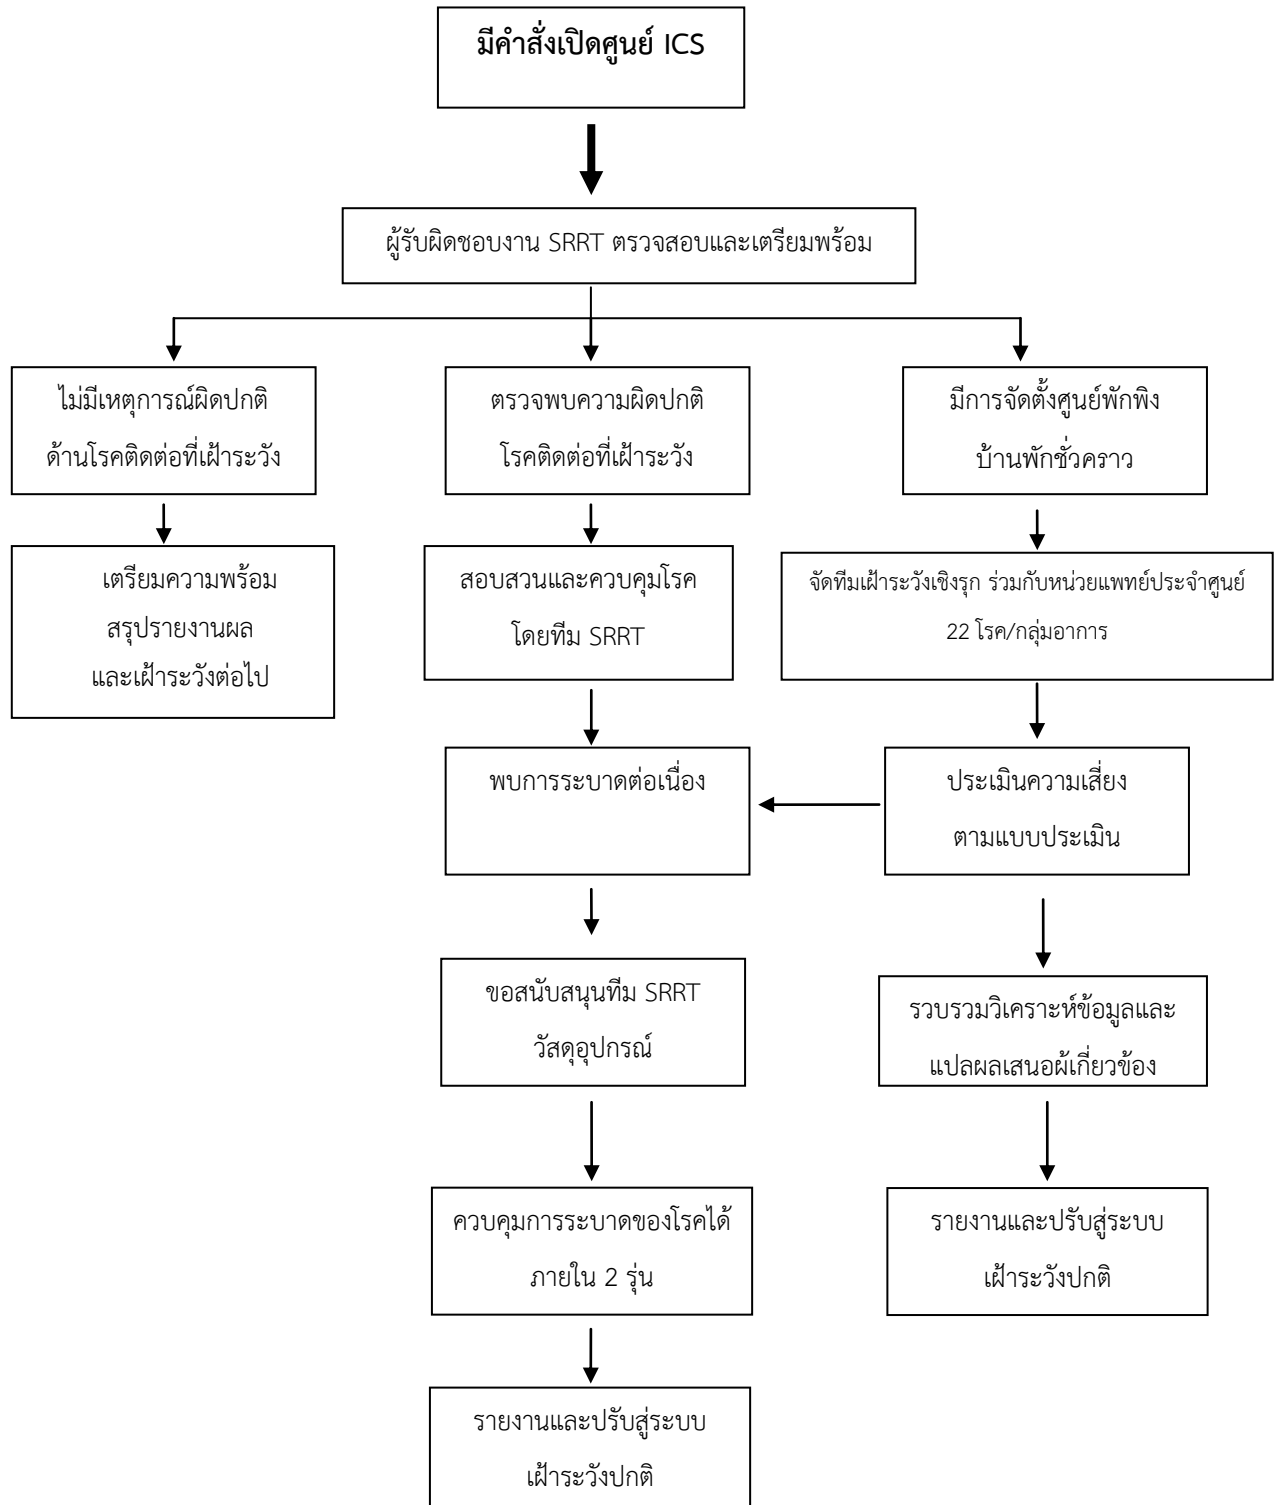 มีคำสั่งเปิดศูนย์ ICS
ผู้รับผิดชอบงาน SRRT ตรวจสอบและเตรียมพร้อม
ไม่มีเหตุการณ์ผิดปกติ
ด้านโรคติดต่อที่เฝ้าระวัง
ตรวจพบความผิดปกติ
โรคติดต่อที่เฝ้าระวัง
มีการจัดตั้งศูนย์พักพิง
บ้านพักชั่วคราว
เตรียมความพร้อม
สรุปรายงานผล
และเฝ้าระวังต่อไป
สอบสวนและควบคุมโรค
โดยทีม SRRT
จัดทีมเฝ้าระวังเชิงรุก ร่วมกับหน่วยแพทย์ประจำศูนย์
22 โรค/กลุ่มอาการ
พบการระบาดต่อเนื่อง
ประเมินความเสี่ยง
ตามแบบประเมิน
ขอสนับสนุนทีม SRRT
วัสดุอุปกรณ์
รวบรวมวิเคราะห์ข้อมูลและ
แปลผลเสนอผู้เกี่ยวข้อง
ควบคุมการระบาดของโรคได้
ภายใน 2 รุ่น
รายงานและปรับสู่ระบบ
เฝ้าระวังปกติ
รายงานและปรับสู่ระบบ
เฝ้าระวังปกติ